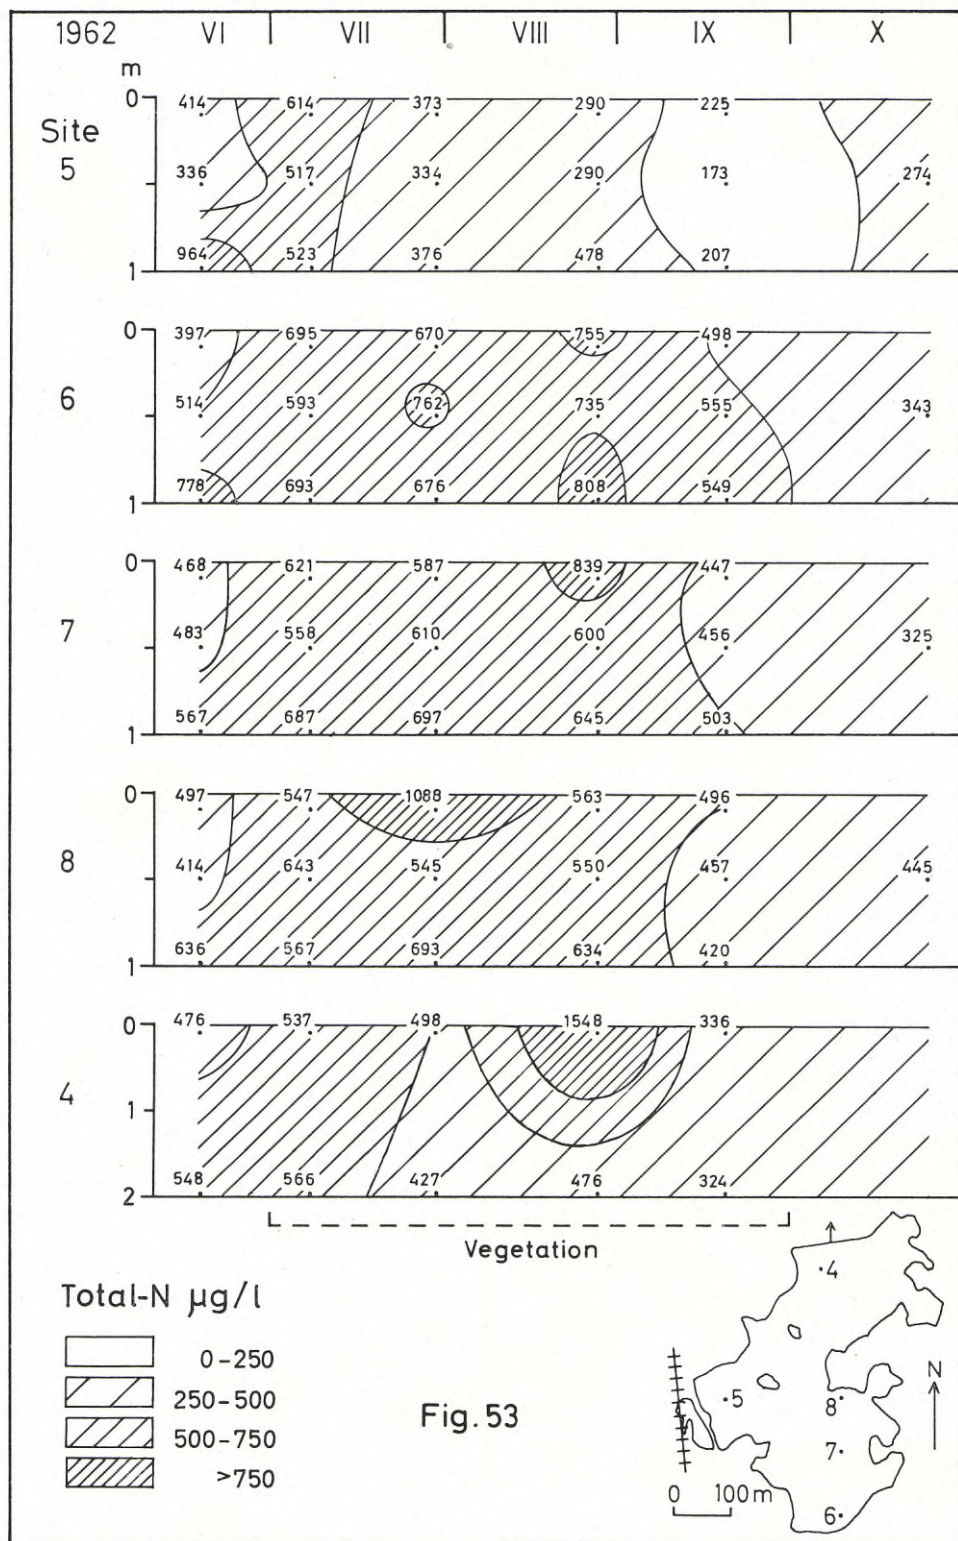 1962 VI VII VIII IX X
m
0 414 614 373 290 225
Site
5 336 517 334 290 173 274
1 964 523 376 478 207
0 397 695 670 755 498
6 514 593 762 735 555 343
1 778 693 676 808 549
0 468 621 587 839 447
7 483 558 610 600 456 325
1 567 687 697 645 503
0 497 547 1088 563 496
8 414 643 545 550 457 445
1 636 567 693 634 420
0 476 537 498 1548 336
4 1
2 548 566 427 476 324
Vegetation
Total-N µg/l
0-250
250-500
500-750
>750
Fig. 53
4
N
5 8
7
0 100 m
6